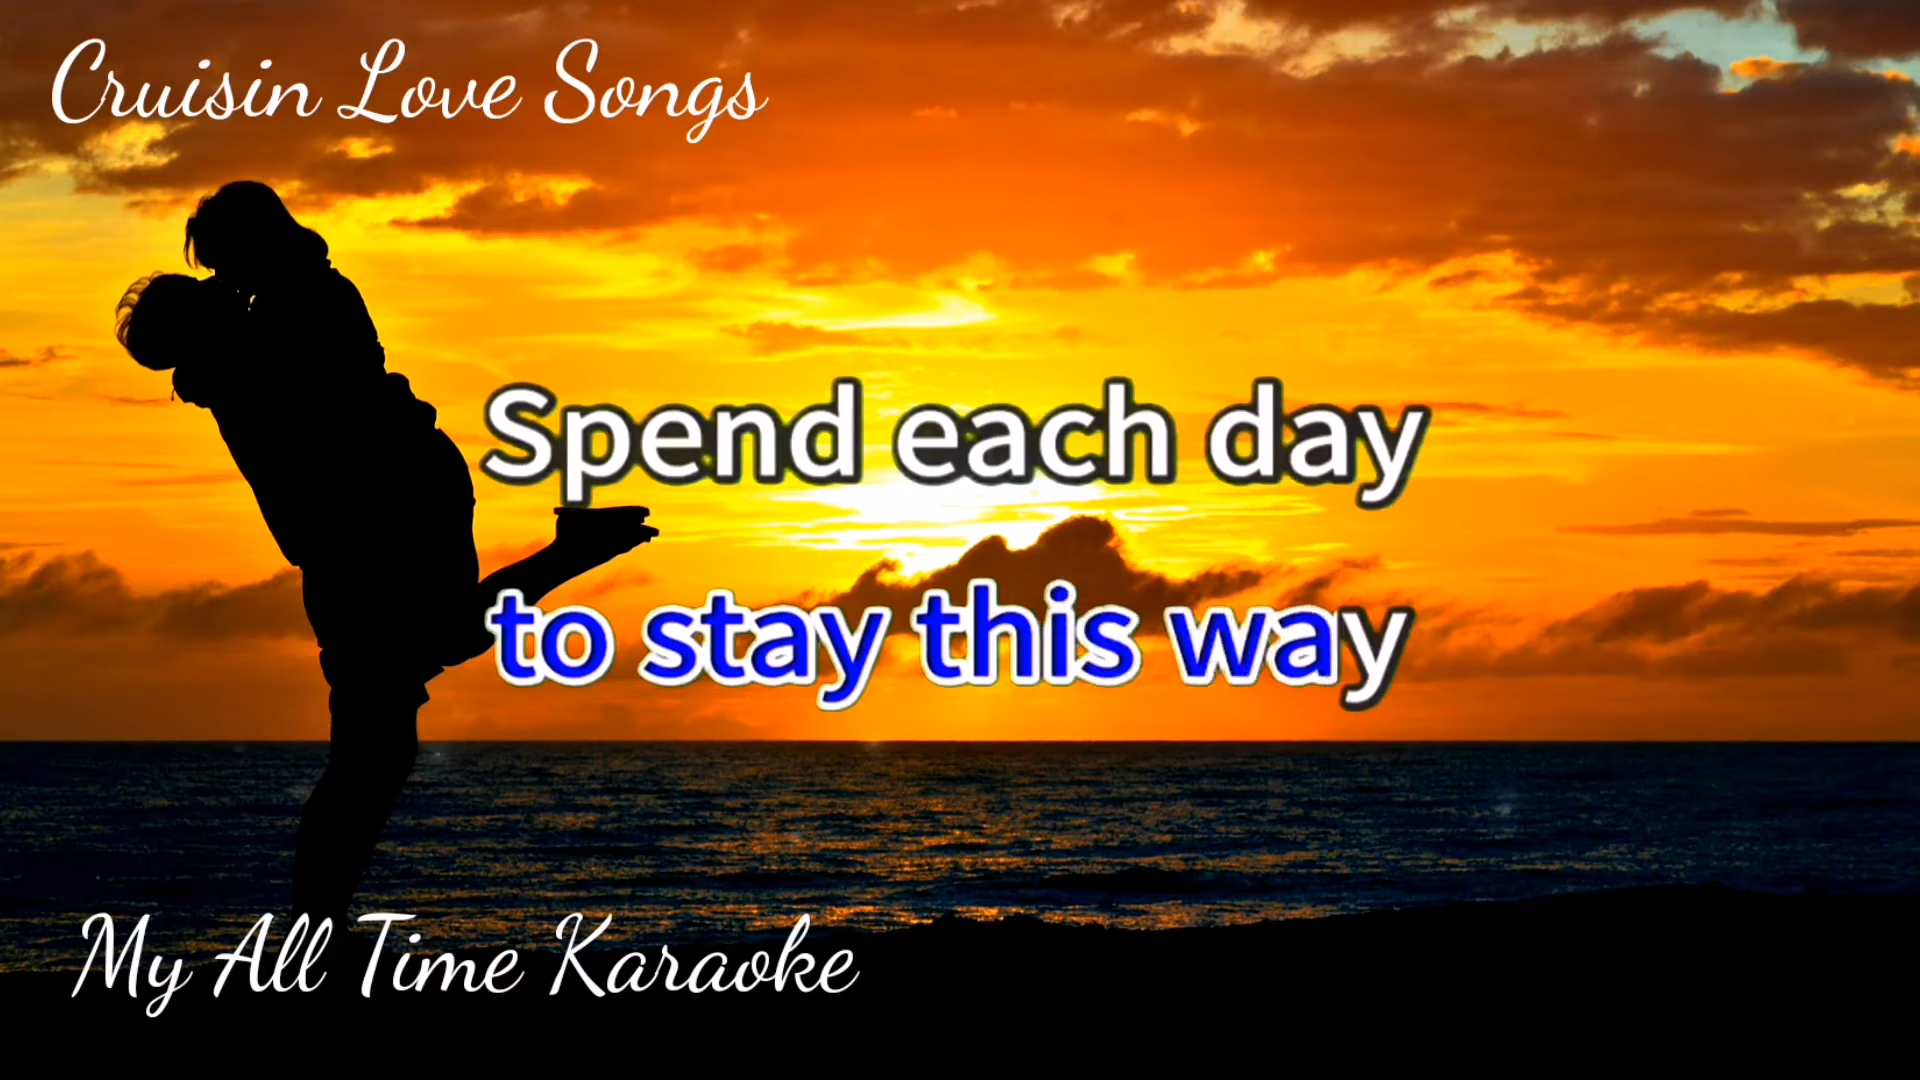 Cruisin Love Songs
Spend each day
to stay this way
My All Time Karaoke